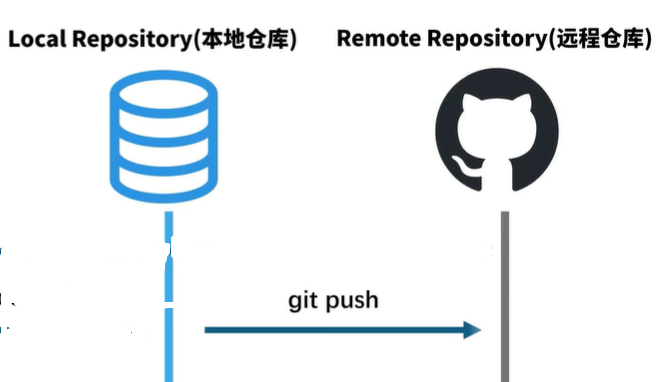 Local Repository(本地仓库)
Remote Repository(远程仓库)
git push